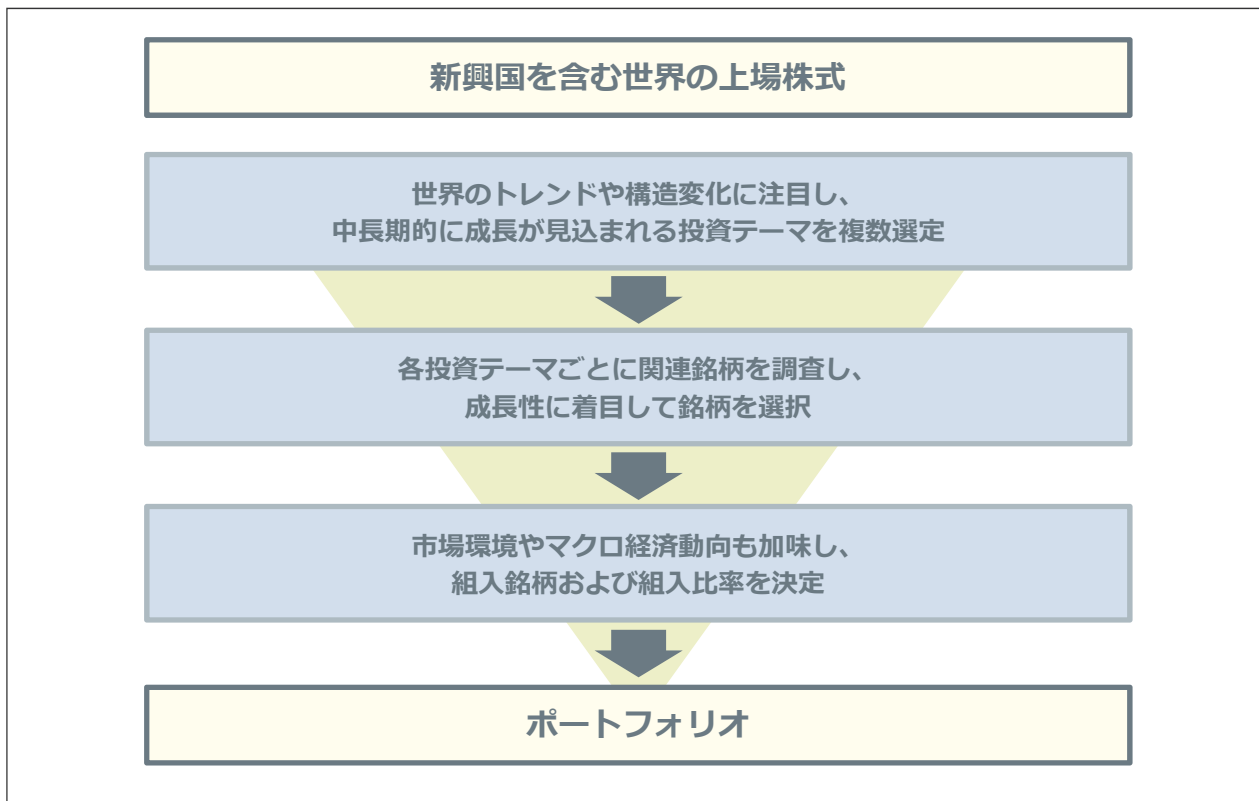 新興国を含む世界の上場株式
世界のトレンドや構造変化に注目し、
中長期的に成長が見込まれる投資テーマを複数選定
各投資テーマごとに関連銘柄を調査し、
成長性に着目して銘柄を選択
市場環境やマクロ経済動向も加味し、
組入銘柄および組入比率を決定
ポートフォリオ